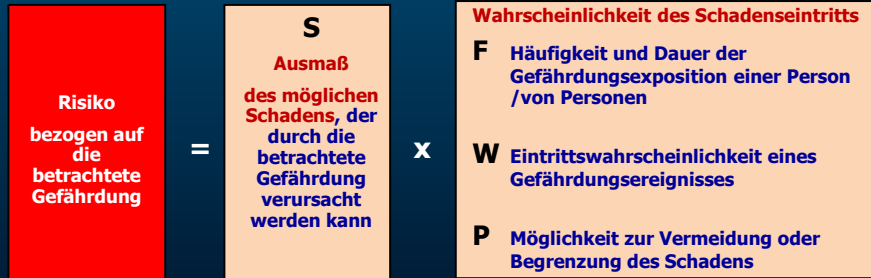 Risiko
bezogen auf
die
betrachtete
Gefährdung
=
S
Ausmaß
des möglichen
Schadens, der
durch die
betrachtete
Gefährdung
verursacht
werden kann
x
Wahrscheinlichkeit des Schadenseintritts
F Häufigkeit und Dauer der
Gefährdungsexposition einer Person
/von Personen
W Eintrittswahrscheinlichkeit eines
Gefährdungsereignisses
P Möglichkeit zur Vermeidung oder
Begrenzung des Schadens